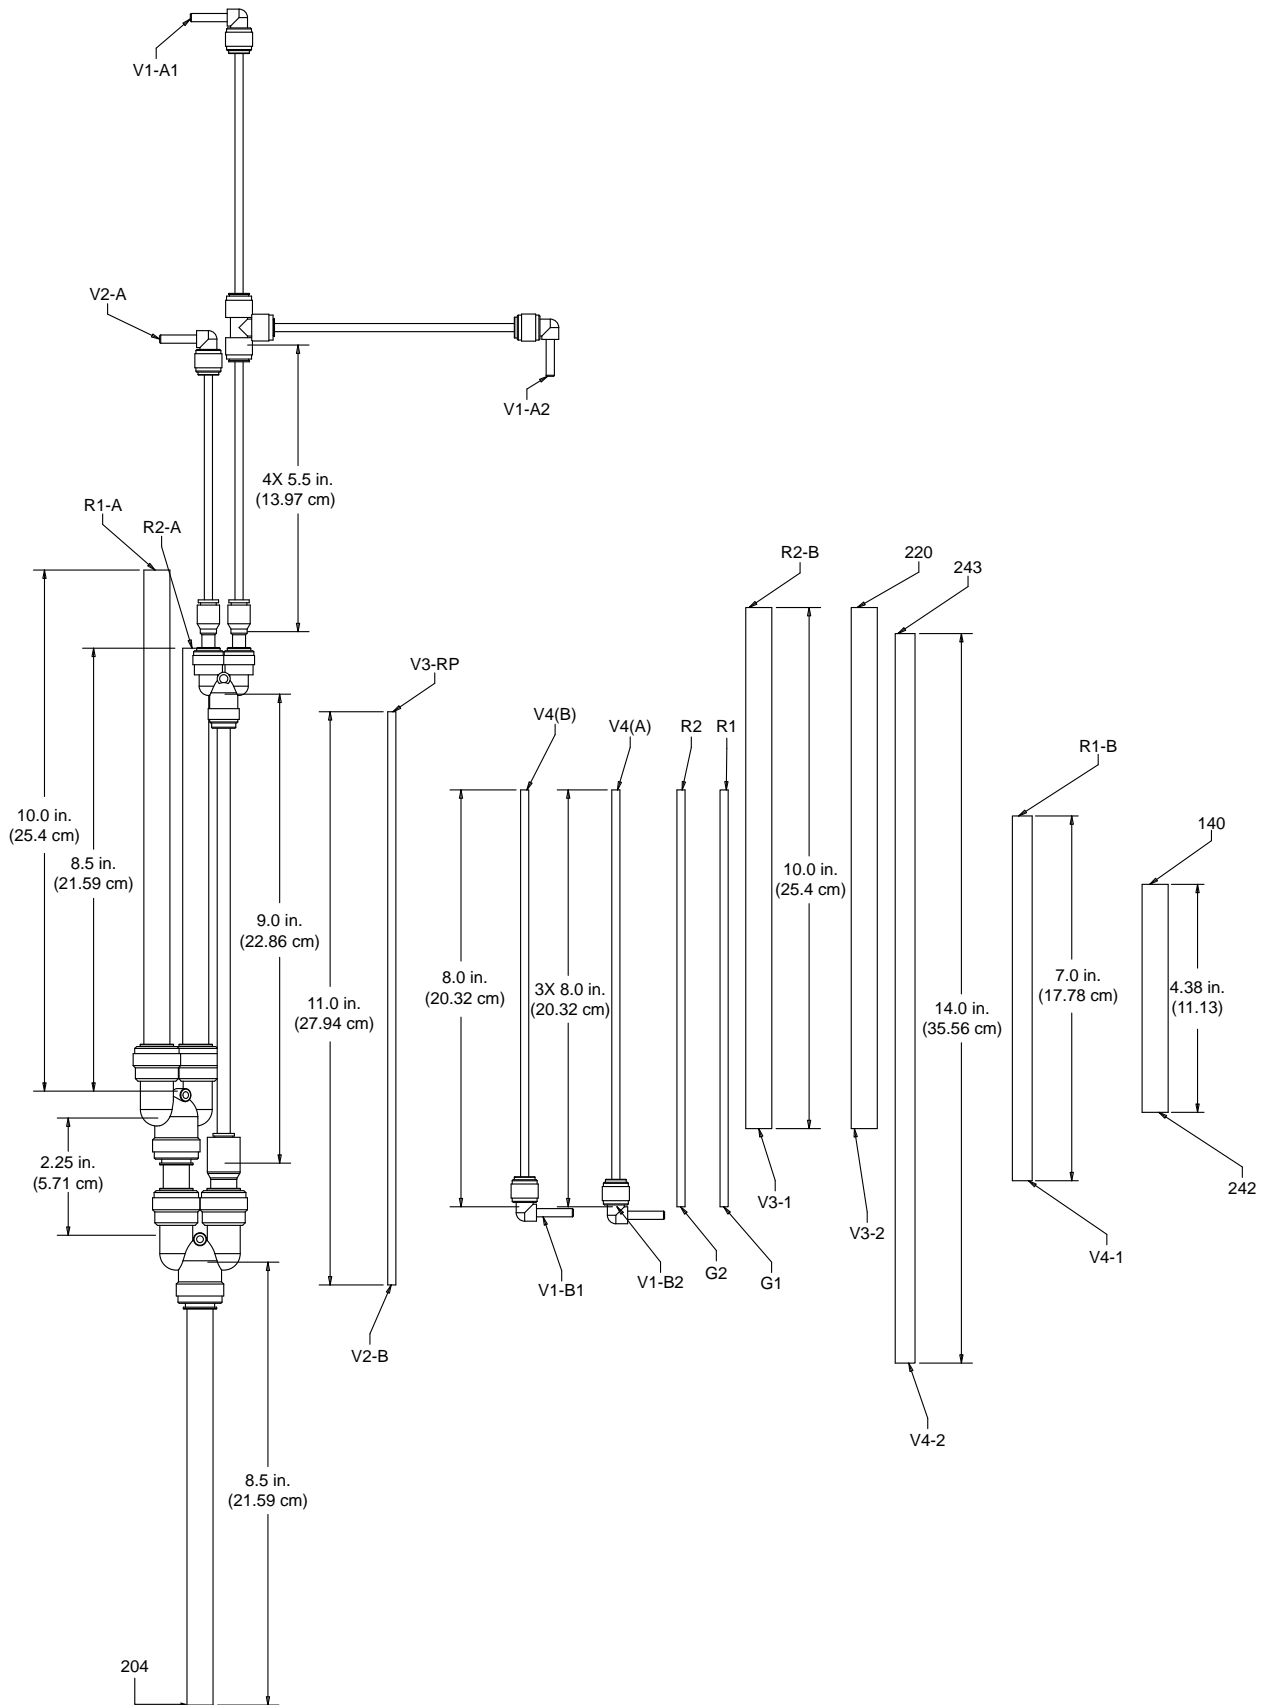 V1-A1
V2-A
V1-A2
4X 5.5 in.
(13.97 cm)
R1-A
R2-A
R2-B
220
243
V3-RP
V4(B)
V4(A)
R2
R1
R1-B
10.0 in.
(25.4 cm)
8.5 in.
(21.59 cm)
140
10.0 in.
(25.4 cm)
9.0 in.
(22.86 cm)
11.0 in.
(27.94 cm)
8.0 in.
(20.32 cm)
3X 8.0 in.
(20.32 cm)
14.0 in.
(35.56 cm)
7.0 in.
(17.78 cm)
4.38 in.
(11.13)
2.25 in.
(5.71 cm)
242
V3-1
V3-2
V4-1
G2
G1
V1-B1
V1-B2
V2-B
V4-2
8.5 in.
(21.59 cm)
204